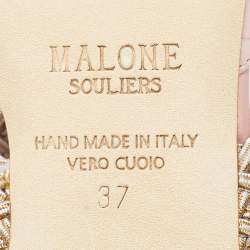 MALONE
SOULIERS
HAND MADE IN ITALY
VERO CUOIO
37